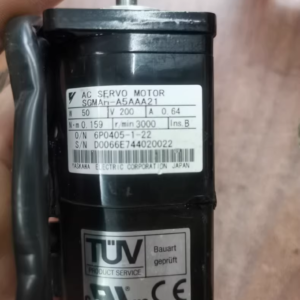 AC SERVO MOTOR
SGMAH-A5AAA21
W 50 V 200 A 0.64
N·m 0.159 r/min 3000 Ins. B
O/N 6P0405-1-22
S/N D0066E744020022
YASKAWA ELECTRIC CORPORATION JAPAN
TÜV
PRODUCT SERVICE
Bauart
geprüft
CE